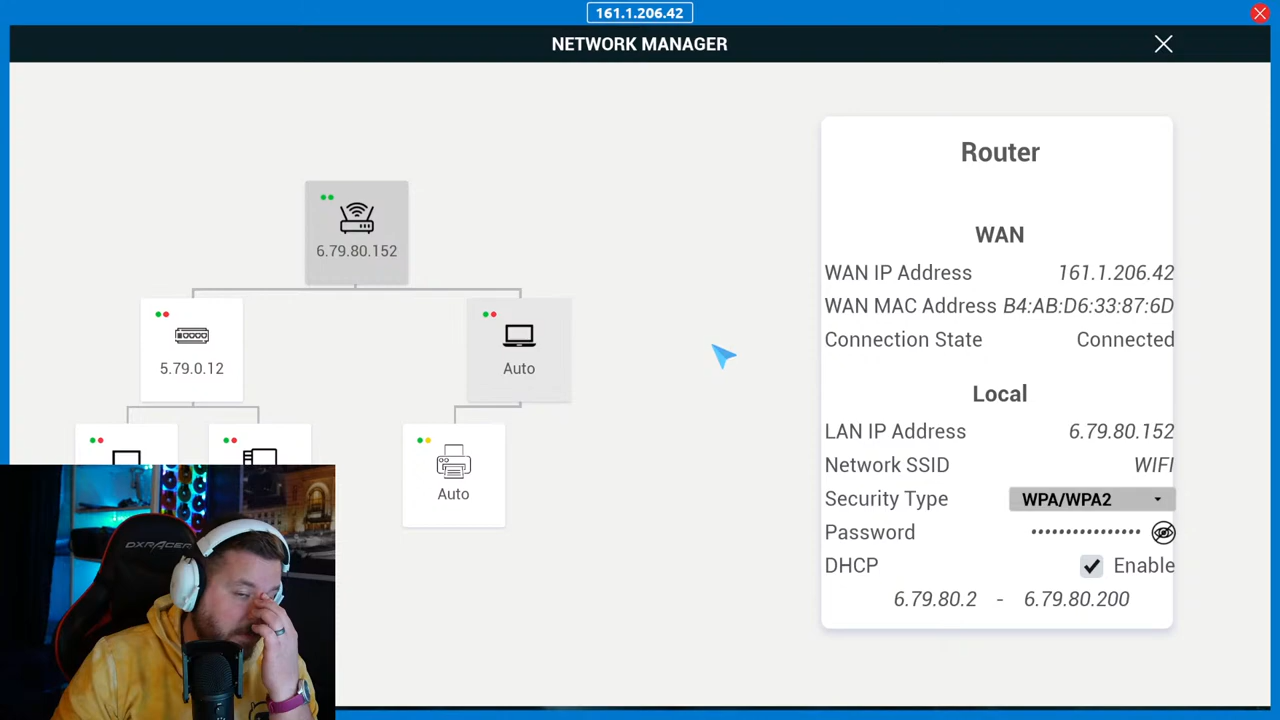 161.1.206.42
NETWORK MANAGER
Router
6.79.80.152
WAN
WAN IP Address 161.1.206.42
WAN MAC Address B4:AB:D6:33:87:6D
Connection State Connected
5.79.0.12
Auto
Local
LAN IP Address 6.79.80.152
Network SSID WIFI
Auto
Security Type WPA/WPA2
Password ••••••••••••••••
DHCP Enable
6.79.80.2 - 6.79.80.200
DXRACER